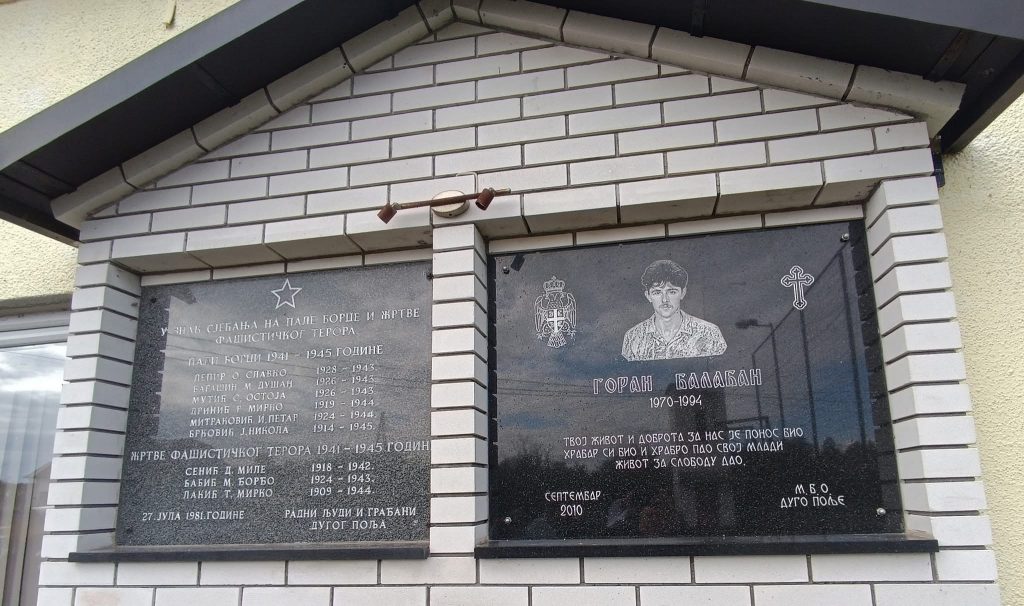 У ЗНАК СЈЕЋАЊА НА ПАЛЕ БОРЦЕ И ЖРТВЕ
ФАШИСТИЧКОГ ТЕРОРА
ПАЛИ БОРЦИ 1941 - 1945. ГОДИНЕ
ЛЕПИР О. СЛАВКО 1928 - 1943.
БАГАШИН М. ДУШАН 1926 - 1943.
МУТИЋ С. ОСТОЈА 1926 - 1943.
ДРИНИЋ Г. МИРКО 1919 - 1944.
МИТРАКОВИЋ И. ПЕТАР 1924 - 1944.
БРКОВИЋ Ј. НИКОЛА 1914 - 1945.
ЖРТВЕ ФАШИСТИЧКОГ ТЕРОРА 1941 - 1945 ГОДИН
СЕНИЋ Д. МИЛЕ 1918 - 1942.
БАБИЋ М. ЂОРЂО 1924 - 1943.
ЛАКИЋ Т. МИРКО 1909 - 1944.
27. ЈУЛА 1981. ГОДИНЕ
РАДНИ ЉУДИ И ГРАЂАНИ
ДУГОГ ПОЉА
ГОРАН БАЛАБАН
1970-1994
ТВОЈ ЖИВОТ И ДОБРОТА ЗА НАС ЈЕ ПОНОС БИО
ХРАБАР СИ БИО И ХРАБРО ПАО СВОЈ МЛАДИ
ЖИВОТ ЗА СЛОБОДУ ДАО.
СЕПТЕМБАР
2010
М.Б.О.
ДУГО ПОЉЕ